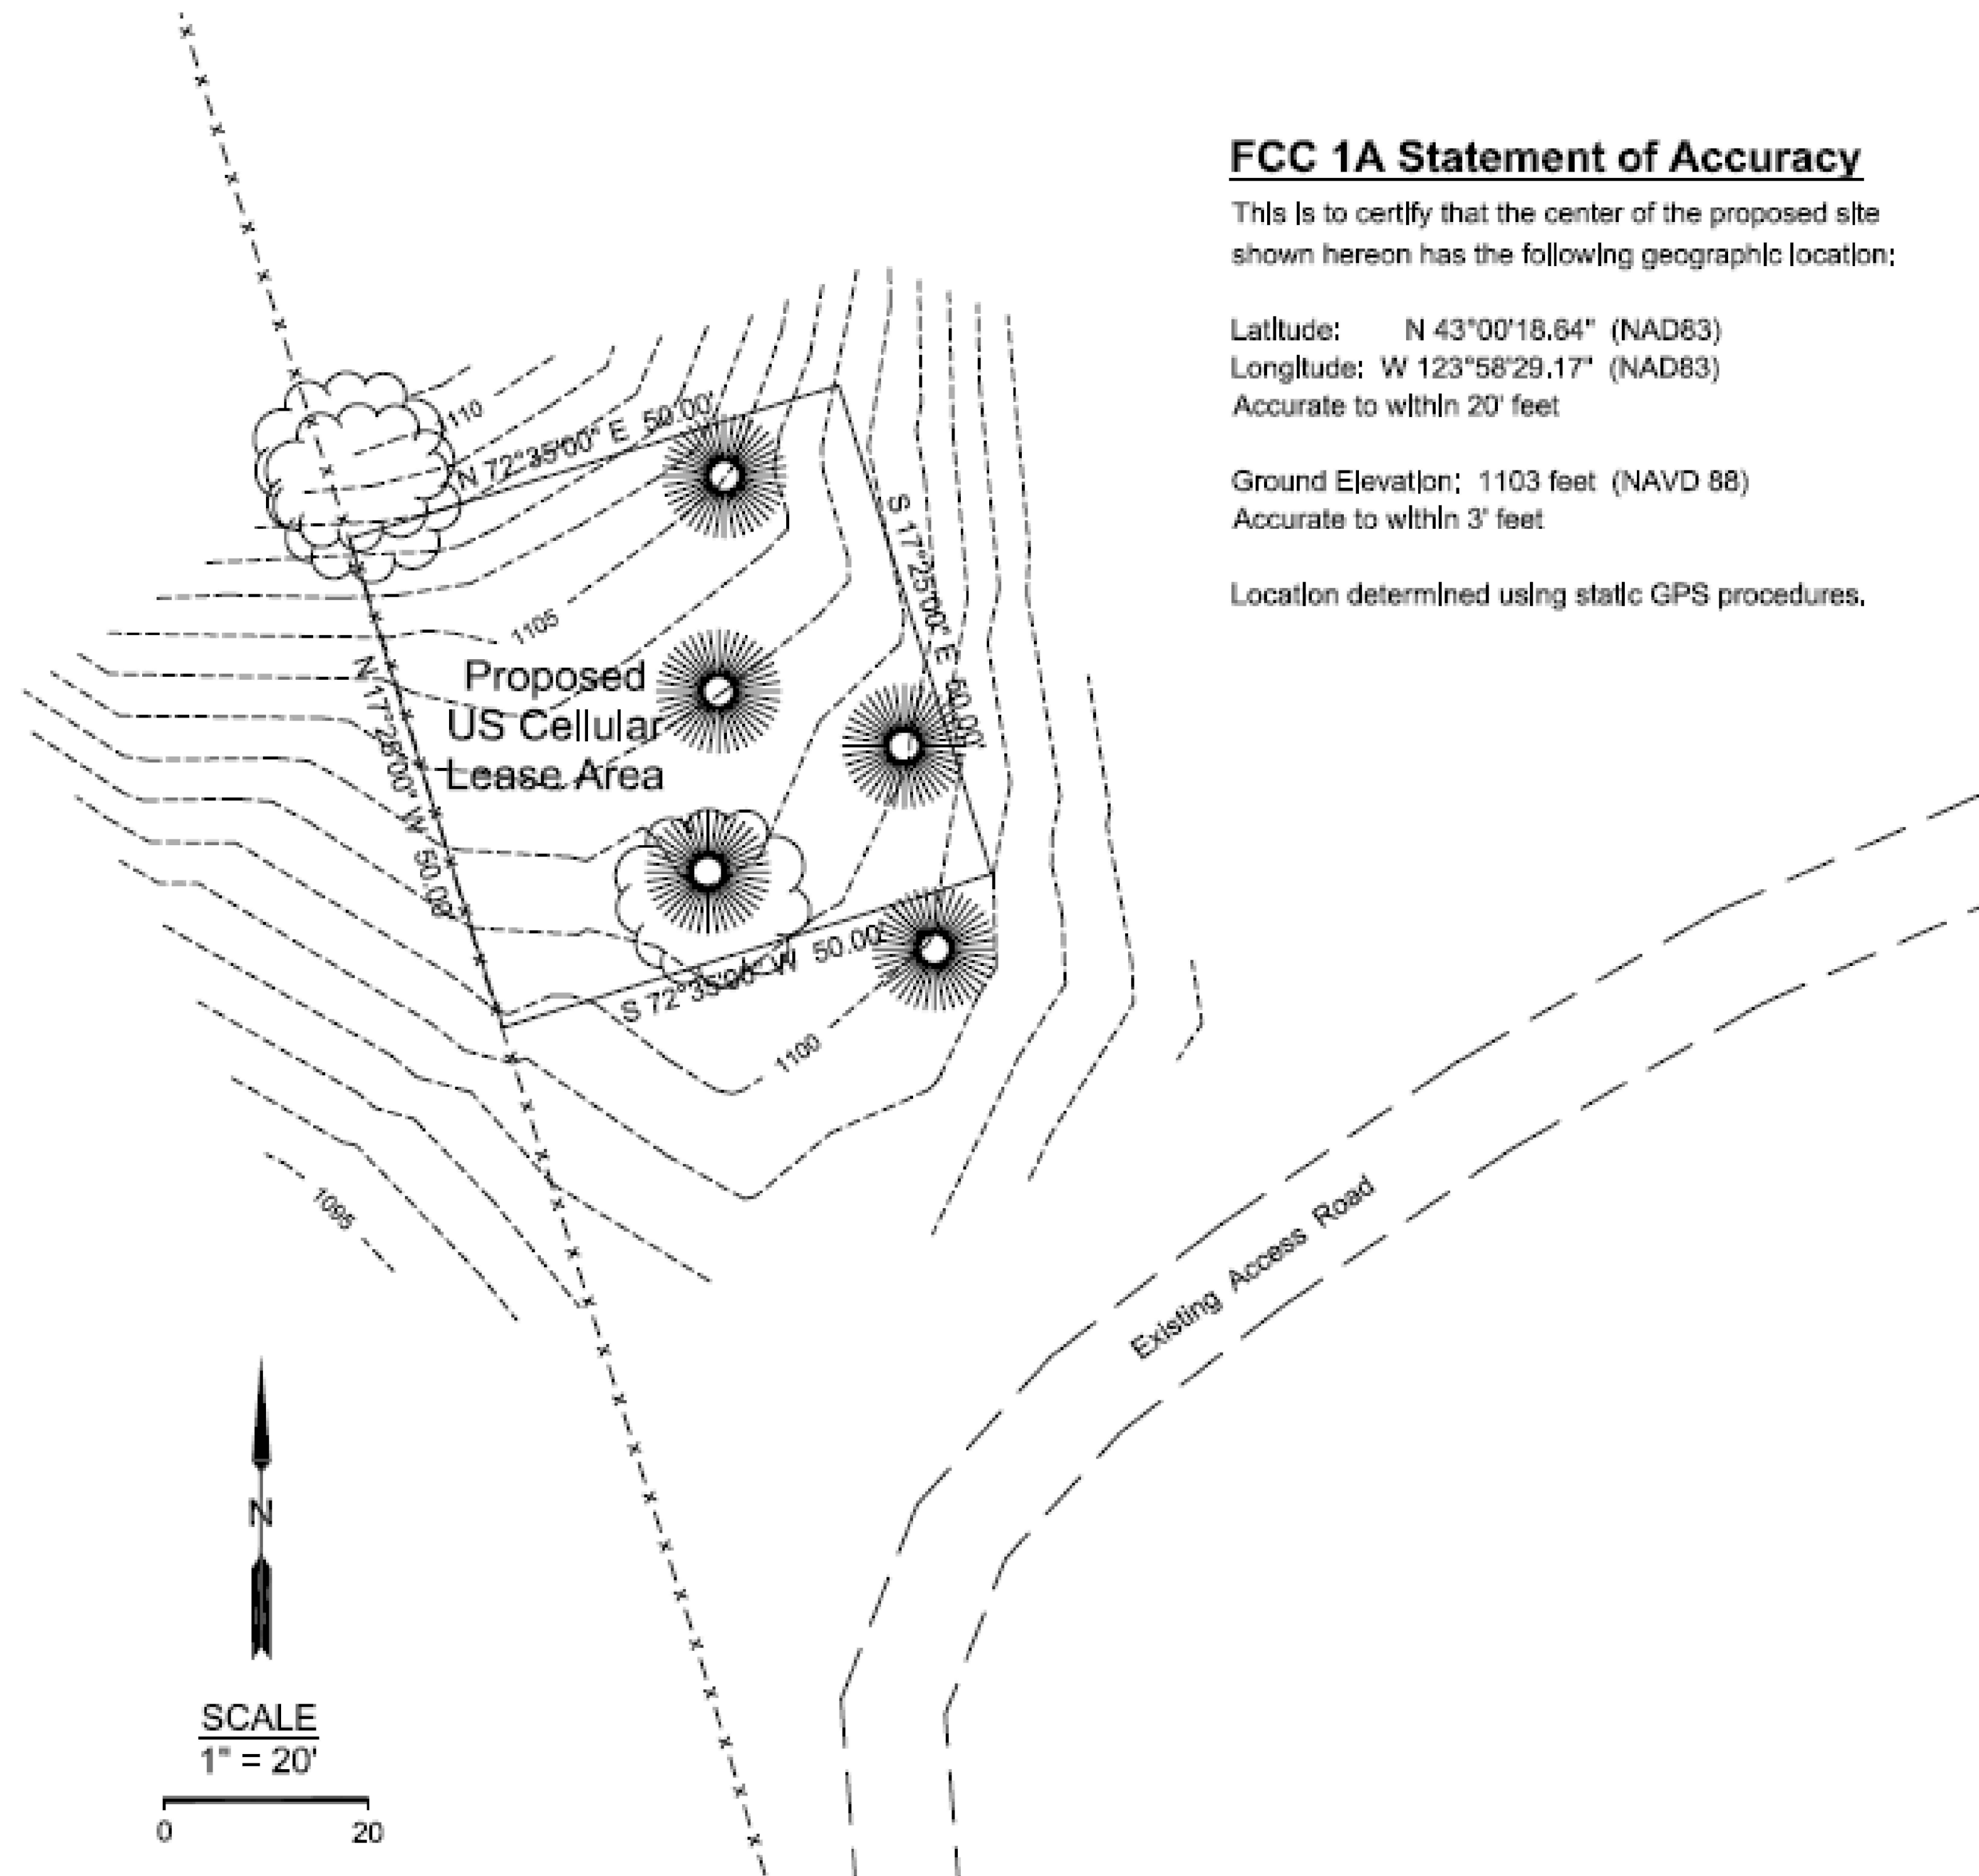 FCC 1A Statement of Accuracy
This is to certify that the center of the proposed site
shown hereon has the following geographic location:
Latitude: N 43°00'18.64" (NAD83)
Longitude: W 123°58'29.17" (NAD83)
Accurate to within 20' feet
Ground Elevation: 1103 feet (NAVD 88)
Accurate to within 3' feet
Location determined using static GPS procedures.
110
N 72°35'00" E 50.00'
S 17°25'00" E 50.00'
1105
Proposed
US Cellular
Lease Area
N 17°25'00" W 50.00'
S 72°35'00" W 50.00'
1100
1095
Existing Access Road
N
SCALE
1" = 20'
0 20